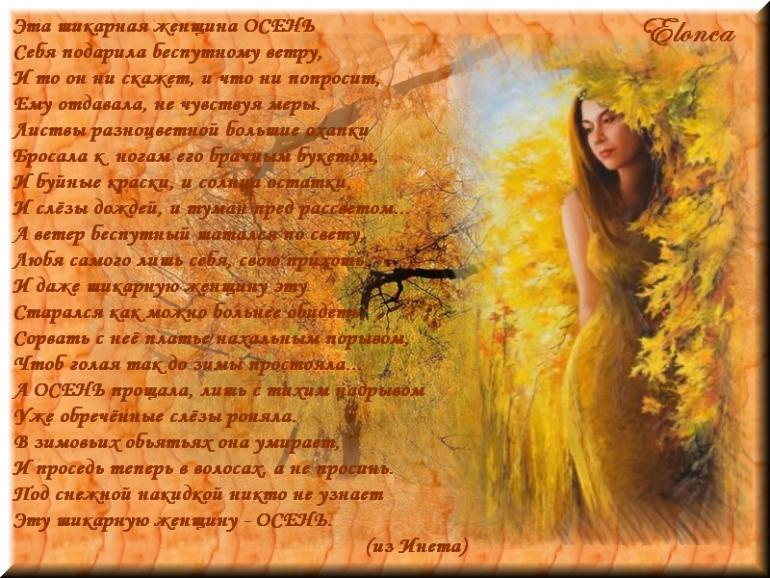 Эта шикарная женщина ОСЕНЬ
Elonca
Себя подарила беспутному ветру,
И то он ни скажет, и что ни попросит,
Ему отдавала, не чувствуя меры.
Листвы разноцветной большие охапки
Бросала к ногам его брачным букетом,
И буйные краски, и солнца остатки,
И слёзы дождей, и туман пред рассветом...
А ветер беспутный шатался по свету,
Любя самого лишь себя, свою прихоть,
И даже шикарную женщину эту
Старался как можно больнее обидеть,
Сорвать с неё платье нахальным порывом,
Чтоб голая так до зимы простояла...
А ОСЕНЬ прощала, лишь с тихим надрывом
Уже обречённые слёзы роняла.
В зимовьих обьятьях она умирает,
И проседь теперь в волосах, а не просинь.
Под снежной накидкой никто не узнает
Эту шикарную женщину - ОСЕНЬ.
(из Инета)